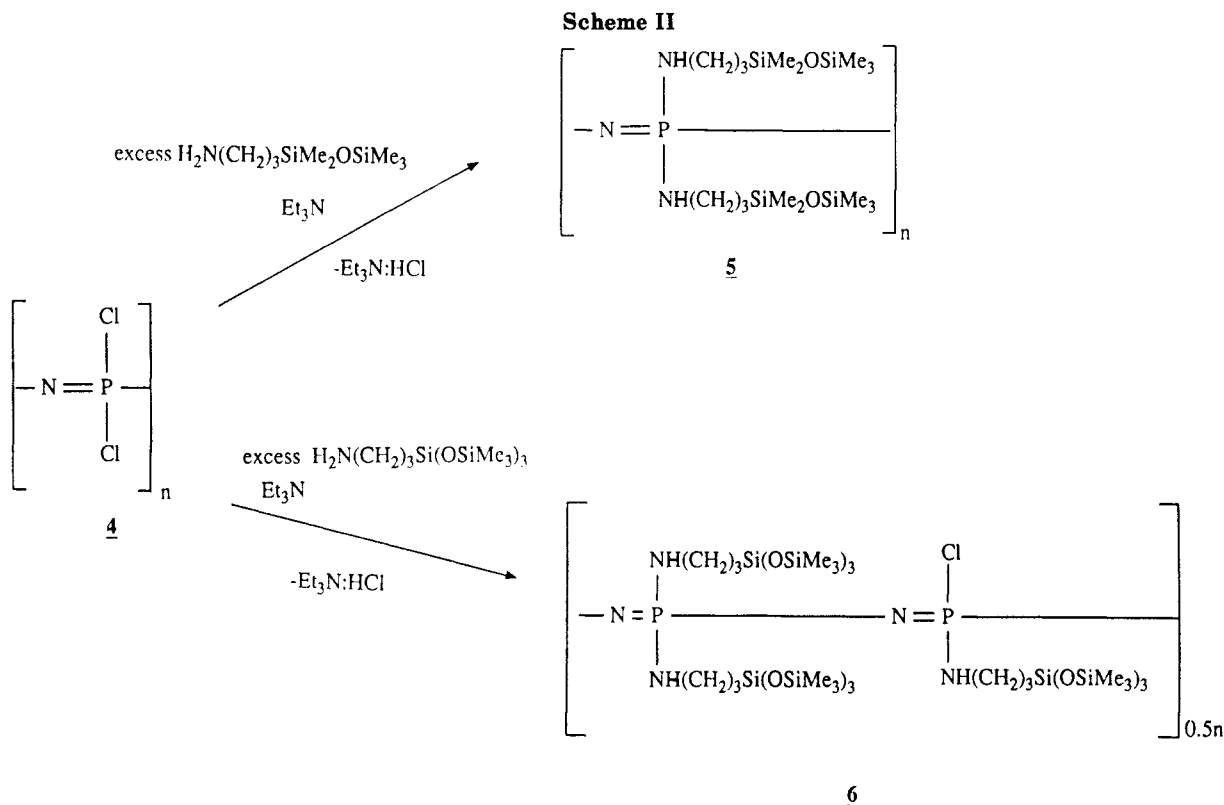 Scheme II
NH(CH₂)₃SiMe₂OSiMe₃
N=P
NH(CH₂)₃SiMe₂OSiMe₃
n
5
excess H₂N(CH₂)₃SiMe₂OSiMe₃
Et₃N
-Et₃N:HCl
Cl
N=P
Cl
n
4
excess H₂N(CH₂)₃Si(OSiMe₃)₃
Et₃N
-Et₃N:HCl
NH(CH₂)₃Si(OSiMe₃)₃ Cl
N=P N=P
NH(CH₂)₃Si(OSiMe₃)₃ NH(CH₂)₃Si(OSiMe₃)₃
0.5n
6